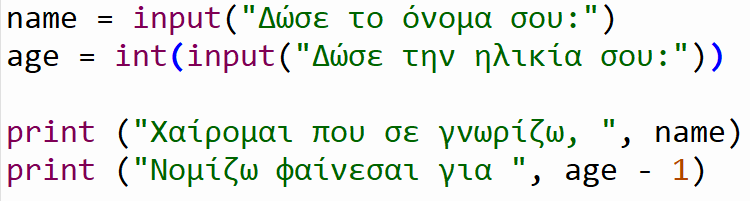 name = input("Δώσε το όνομα σου:")
age = int(input("Δώσε την ηλικία σου:"))
print ("Χαίρομαι που σε γνωρίζω, ", name)
print ("Νομίζω φαίνεσαι για ", age - 1)